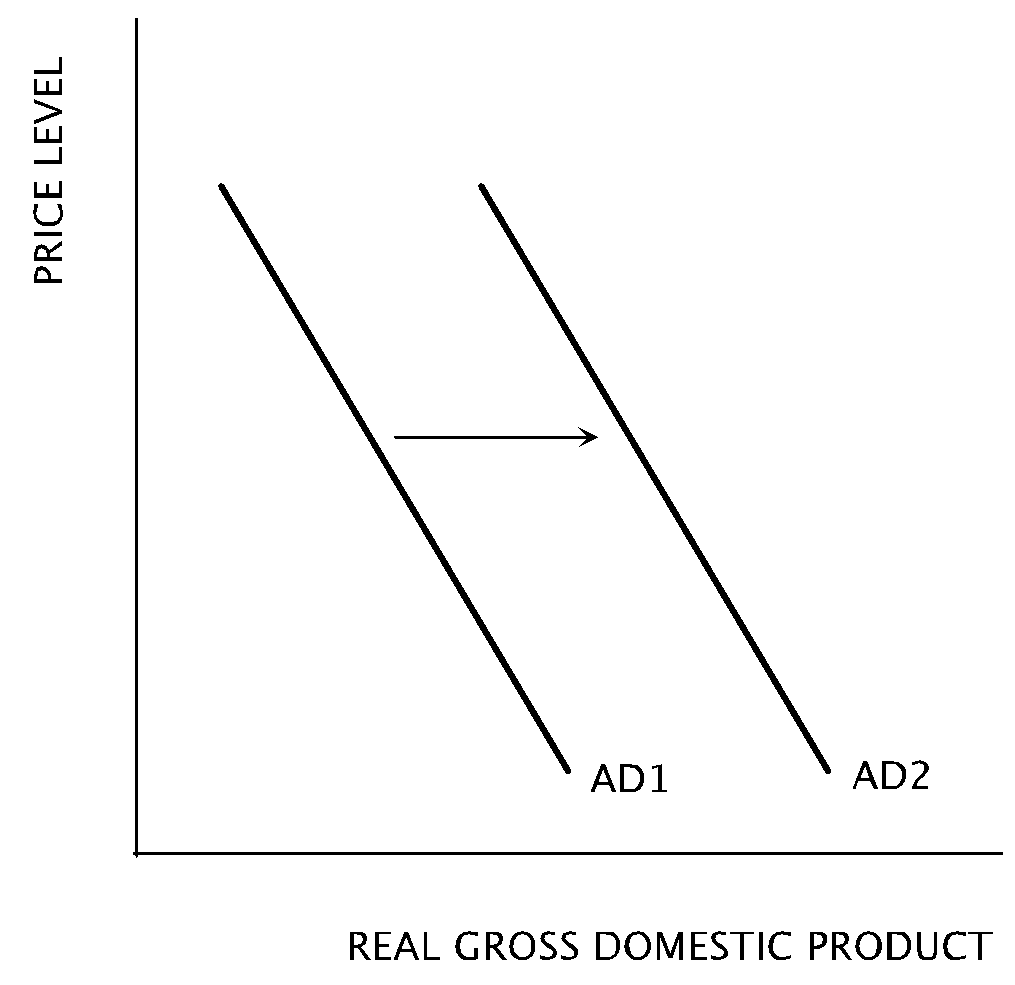 PRICE LEVEL
AD1
AD2
REAL GROSS DOMESTIC PRODUCT